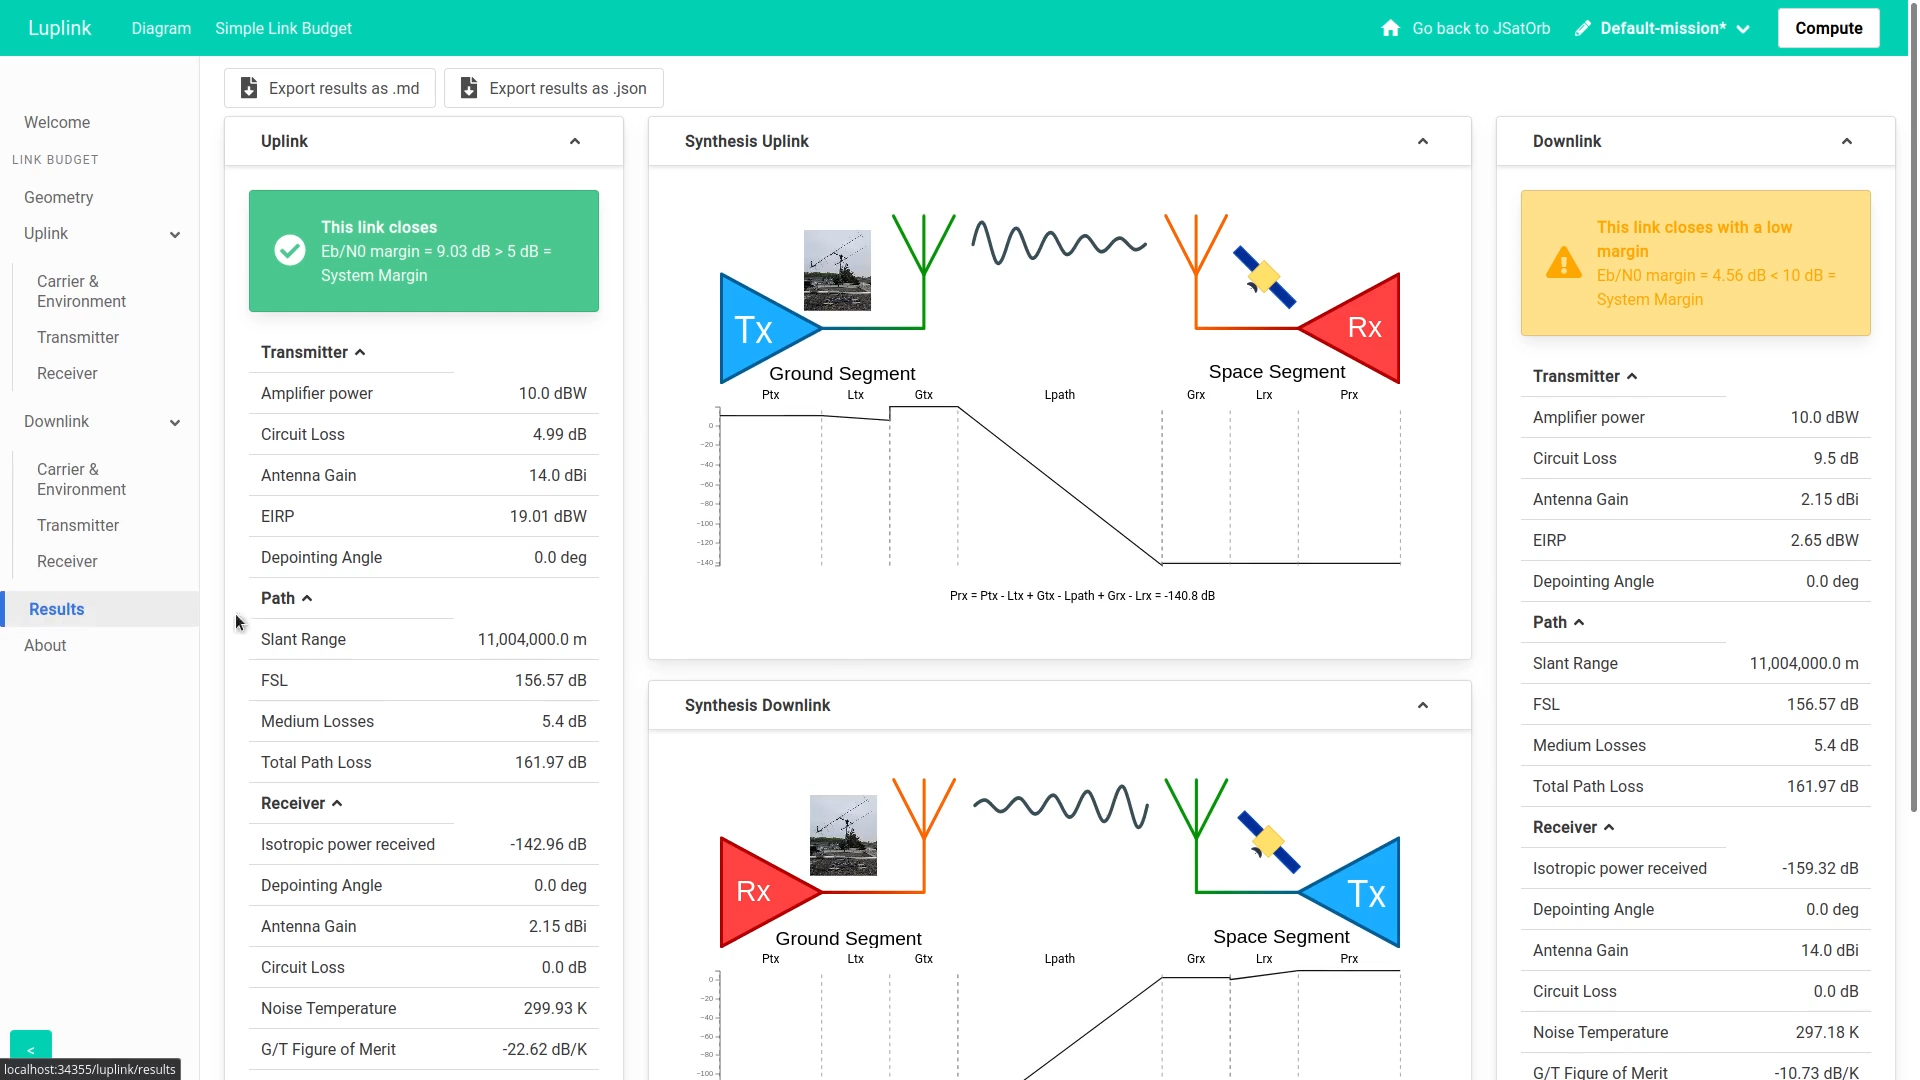 Luplink
Diagram
Simple Link Budget
Go back to JSatOrb
Default-mission*
Compute
Welcome
LINK BUDGET
Geometry
Uplink
Carrier &
Environment
Transmitter
Receiver
Downlink
Carrier &
Environment
Transmitter
Receiver
Results
About
<
localhost:34355/luplink/results
Export results as .md
Export results as .json
Uplink
This link closes
Eb/N0 margin = 9.03 dB > 5 dB =
System Margin
Transmitter
Amplifier power 10.0 dBW
Circuit Loss 4.99 dB
Antenna Gain 14.0 dBi
EIRP 19.01 dBW
Depointing Angle 0.0 deg
Path
Slant Range 11,004,000.0 m
FSL 156.57 dB
Medium Losses 5.4 dB
Total Path Loss 161.97 dB
Receiver
Isotropic power received -142.96 dB
Depointing Angle 0.0 deg
Antenna Gain 2.15 dBi
Circuit Loss 0.0 dB
Noise Temperature 299.93 K
G/T Figure of Merit -22.62 dB/K
Synthesis Uplink
Tx
Rx
Ground Segment
Space Segment
Ptx Ltx Gtx Lpath Grx Lrx Prx
0
−20
−40
−60
−80
−100
−120
−140
Prx = Ptx - Ltx + Gtx - Lpath + Grx - Lrx = -140.8 dB
Synthesis Downlink
Rx
Tx
Ground Segment
Space Segment
Ptx Ltx Gtx Lpath Grx Lrx Prx
0
−20
−40
−60
−80
−100
Downlink
This link closes with a low
margin
Eb/N0 margin = 4.56 dB < 10 dB =
System Margin
Transmitter
Amplifier power 10.0 dBW
Circuit Loss 9.5 dB
Antenna Gain 2.15 dBi
EIRP 2.65 dBW
Depointing Angle 0.0 deg
Path
Slant Range 11,004,000.0 m
FSL 156.57 dB
Medium Losses 5.4 dB
Total Path Loss 161.97 dB
Receiver
Isotropic power received -159.32 dB
Depointing Angle 0.0 deg
Antenna Gain 14.0 dBi
Circuit Loss 0.0 dB
Noise Temperature 297.18 K
G/T Figure of Merit -10.73 dB/K